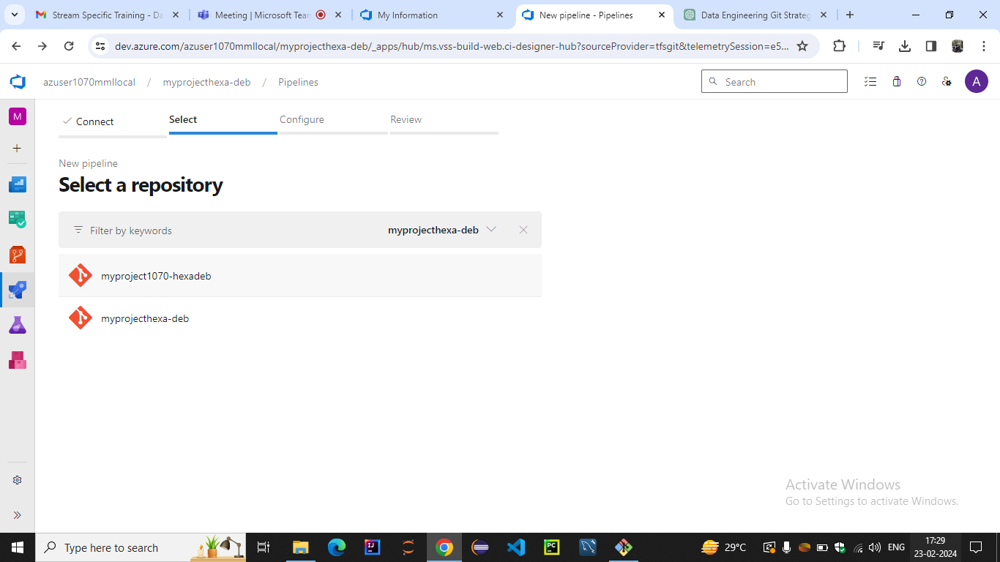 Stream Specific Training - Da
Meeting | Microsoft Team
My Information
New pipeline - Pipelines
Data Engineering Git Strateg
dev.azure.com/azuser1070mmllocal/myprojecthexa-deb/_apps/hub/ms.vss-build-web.ci-designer-hub?sourceProvider=tfsgit&telemetrySession=e5...
azuser1070mmllocal / myprojecthexa-deb / Pipelines
Search
A
M
Connect
Select
Configure
Review
New pipeline
Select a repository
Filter by keywords
myprojecthexa-deb
myproject1070-hexadeb
myprojecthexa-deb
Activate Windows
Go to Settings to activate Windows.
Type here to search
29°C
ENG
17:29
23-02-2024